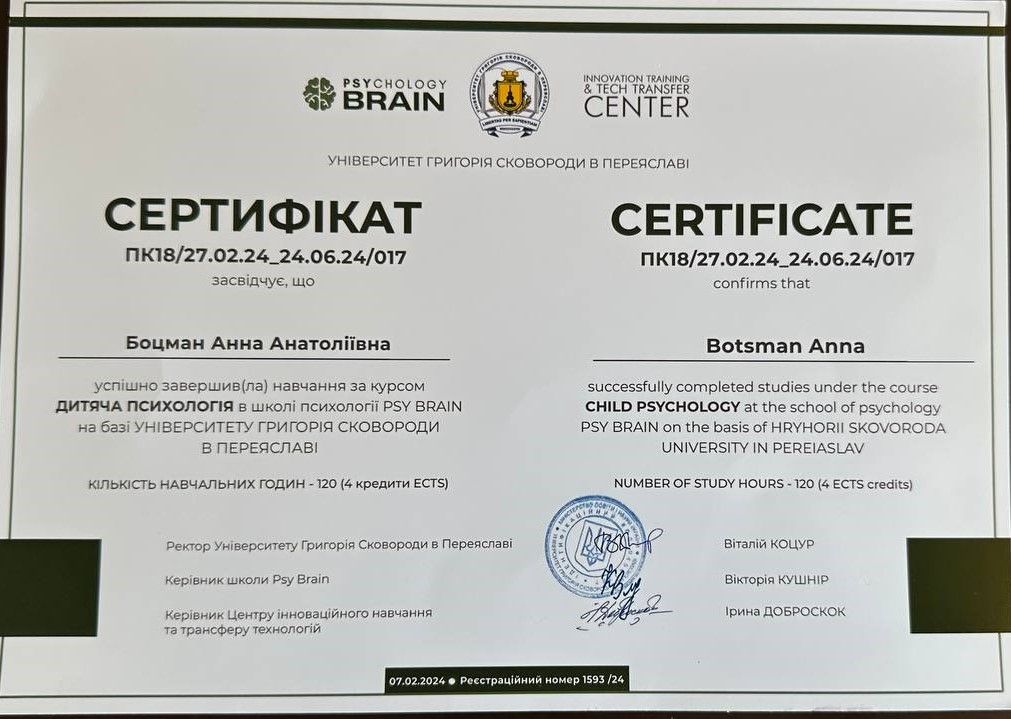 PSYCHOLOGY
BRAIN
INNOVATION TRAINING
& TECH TRANSFER
CENTER
УНІВЕРСИТЕТ ГРИГОРІЯ СКОВОРОДИ В ПЕРЕЯСЛАВІ
СЕРТИФІКАТ
ПК18/27.02.24_24.06.24/017
засвідчує, що
Боцман Анна Анатоліївна
успішно завершив(ла) навчання за курсом
ДИТЯЧА ПСИХОЛОГІЯ в школі психології PSY BRAIN
на базі УНІВЕРСИТЕТУ ГРИГОРІЯ СКОВОРОДИ
В ПЕРЕЯСЛАВІ
КІЛЬКІСТЬ НАВЧАЛЬНИХ ГОДИН - 120 (4 кредити ECTS)
CERTIFICATE
ПК18/27.02.24_24.06.24/017
confirms that
Botsman Anna
successfully completed studies under the course
CHILD PSYCHOLOGY at the school of psychology
PSY BRAIN on the basis of HRYHORII SKOVORODA
UNIVERSITY IN PEREIASLAV
NUMBER OF STUDY HOURS - 120 (4 ECTS credits)
Ректор Університету Григорія Сковороди в Переяславі
Віталій КОЦУР
Керівник школи Psy Brain
Вікторія КУШНІР
Керівник Центру інноваційного навчання
та трансферу технологій
Ірина ДОБРОСКОК
07.02.2024 ● Реєстраційний номер 1593 /24